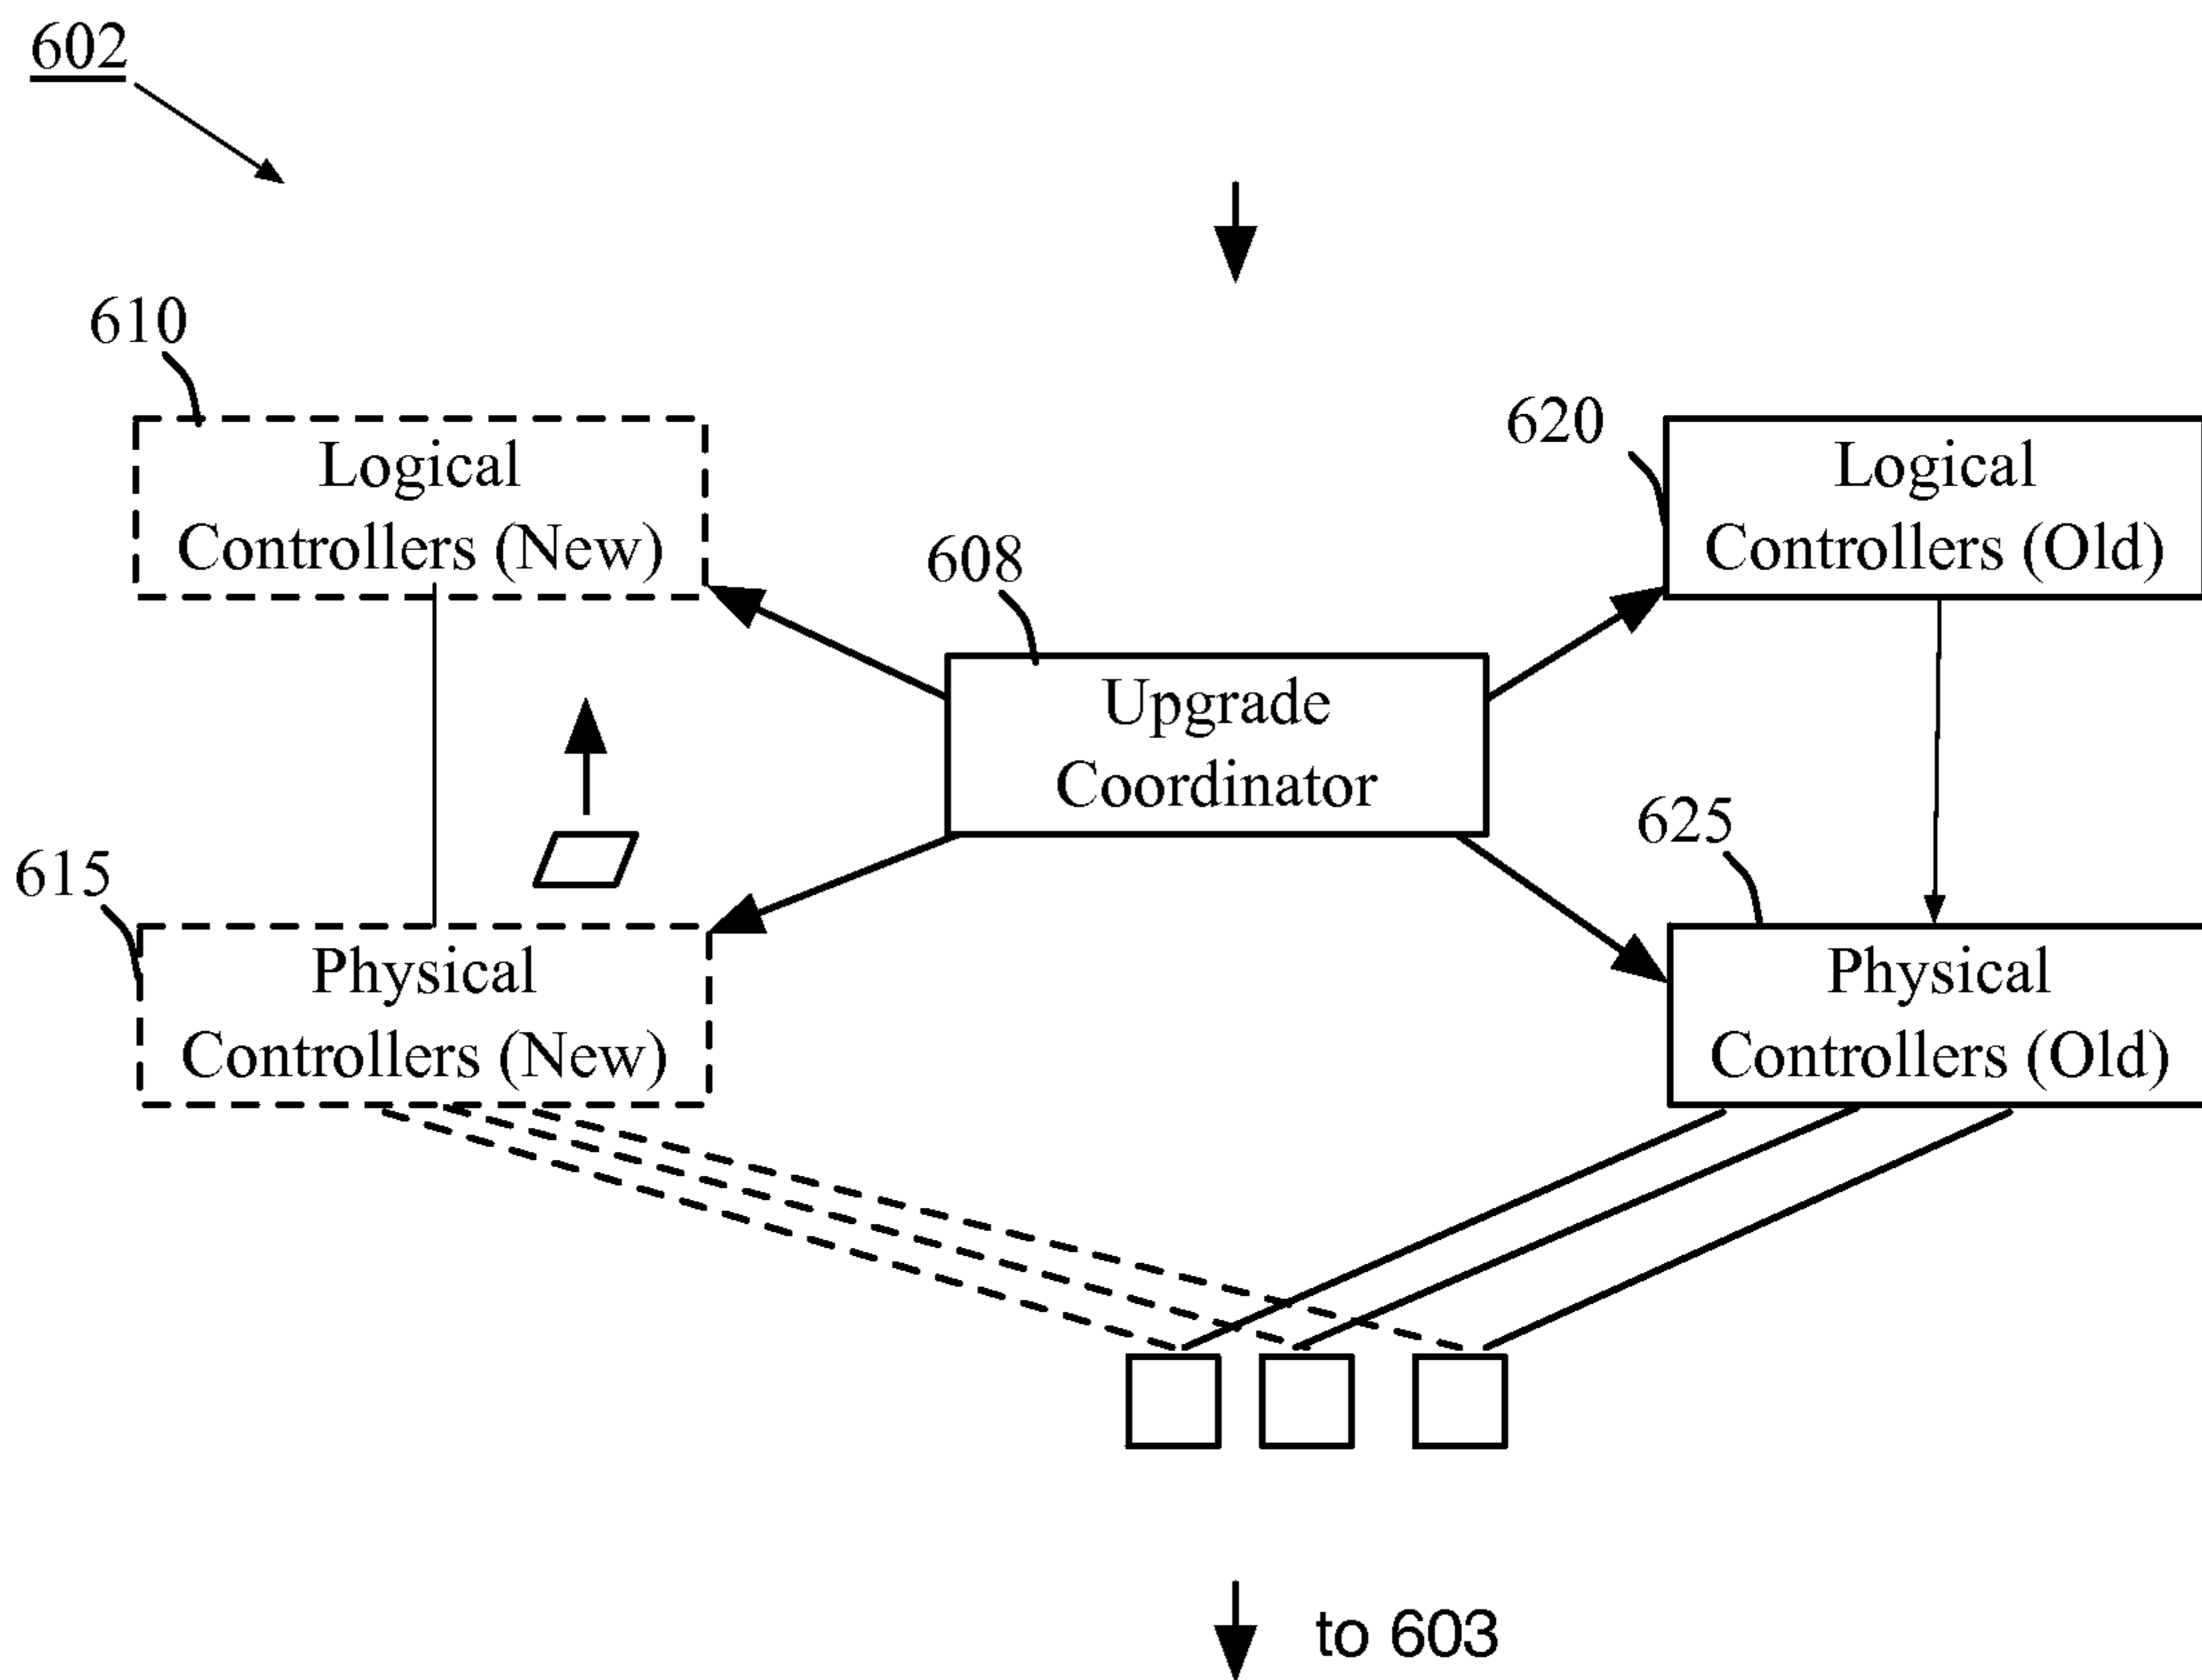 602
610
Logical
Controllers (New)
620
Logical
Controllers (Old)
608
Upgrade
Coordinator
615
Physical
Controllers (New)
625
Physical
Controllers (Old)
to 603